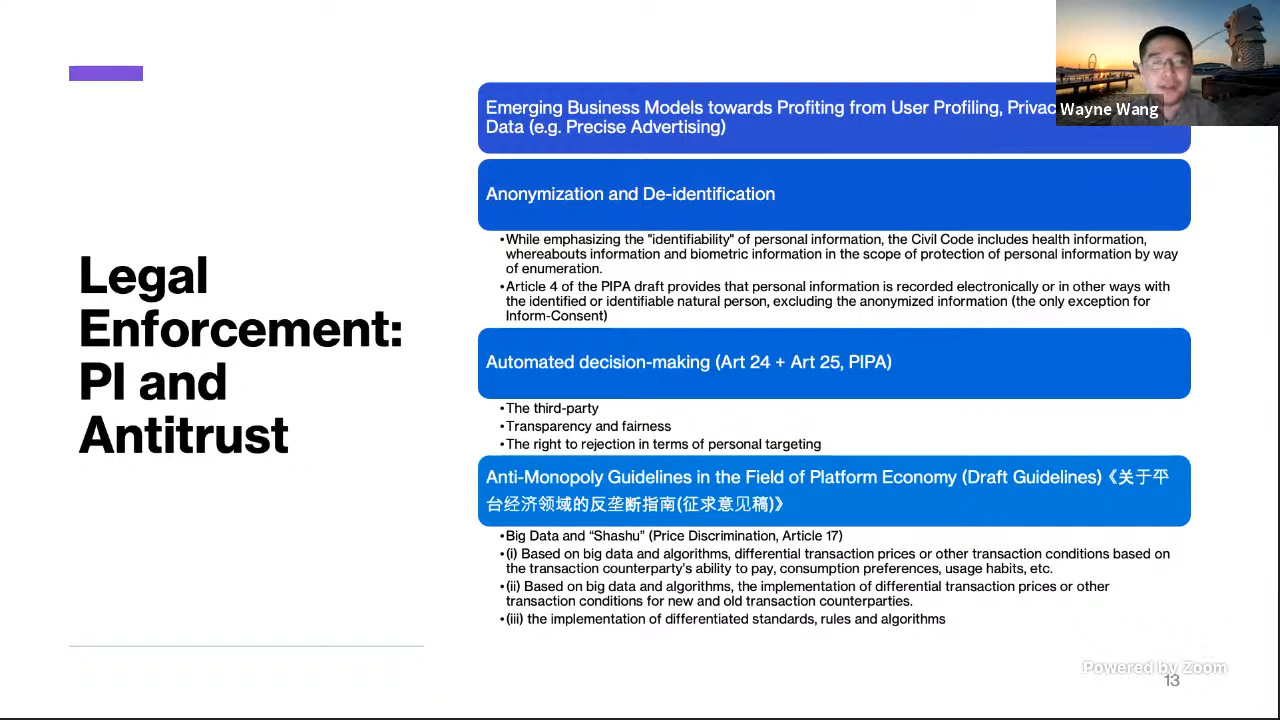 Legal
Enforcement:
PI and
Antitrust
Emerging Business Models towards Profiting from User Profiling,
Data (e.g. Precise Advertising)
Anonymization and De-identification
•While emphasizing the "identifiability" of personal information, the Civil Code includes health information,
whereabouts information and biometric information in the scope of protection of personal information by way
of enumeration.
•Article 4 of the PIPA draft provides that personal information is recorded electronically or in other ways with
the identified or identifiable natural person, excluding the anonymized information (the only exception for
Inform-Consent)
Automated decision-making (Art 24 + Art 25, PIPA)
•The third-party
•Transparency and fairness
•The right to rejection in terms of personal targeting
Anti-Monopoly Guidelines in the Field of Platform Economy (Draft Guidelines)《关于平
台经济领域的反垄断指南(征求意见稿)》
•Big Data and “Shashu” (Price Discrimination, Article 17)
•(i) Based on big data and algorithms, differential transaction prices or other transaction conditions based on
the transaction counterparty's ability to pay, consumption preferences, usage habits, etc.
•(ii) Based on big data and algorithms, the implementation of differential transaction prices or other
transaction conditions for new and old transaction counterparties.
•(iii) the implementation of differentiated standards, rules and algorithms
Wayne Wang
Powered by Zoom
13